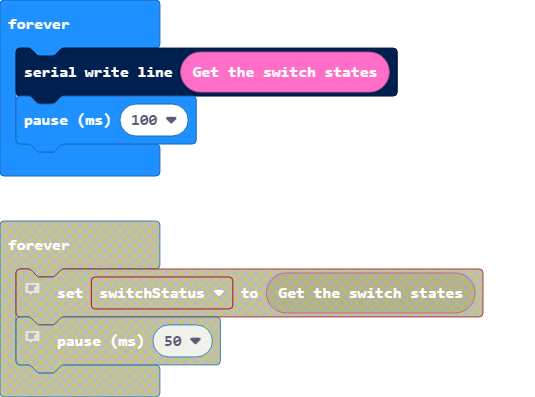 forever
serial write line Get the switch states
pause (ms) 100
forever
set switchStatus to Get the switch states
pause (ms) 50